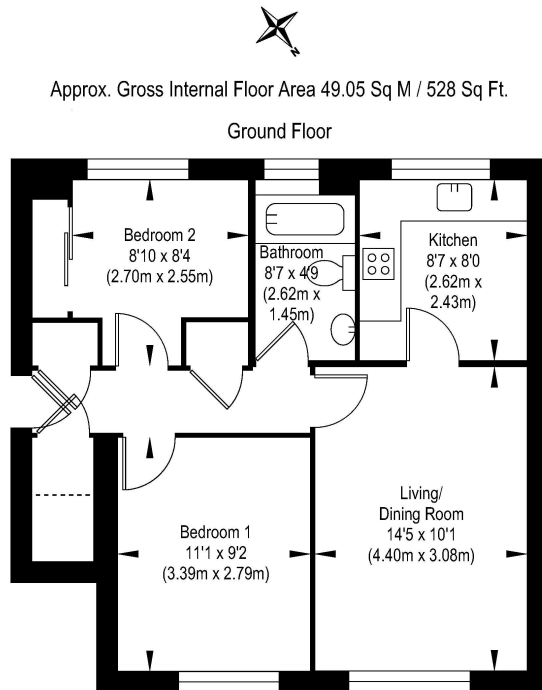 N
Approx. Gross Internal Floor Area 49.05 Sq M / 528 Sq Ft.
Ground Floor
Bedroom 2
8'10 x 8'4
(2.70m x 2.55m)
Bathroom
8'7 x 4'9
(2.62m x
1.45m)
Kitchen
8'7 x 8'0
(2.62m x
2.43m)
Living/
Dining Room
14'5 x 10'1
(4.40m x 3.08m)
Bedroom 1
11'1 x 9'2
(3.39m x 2.79m)